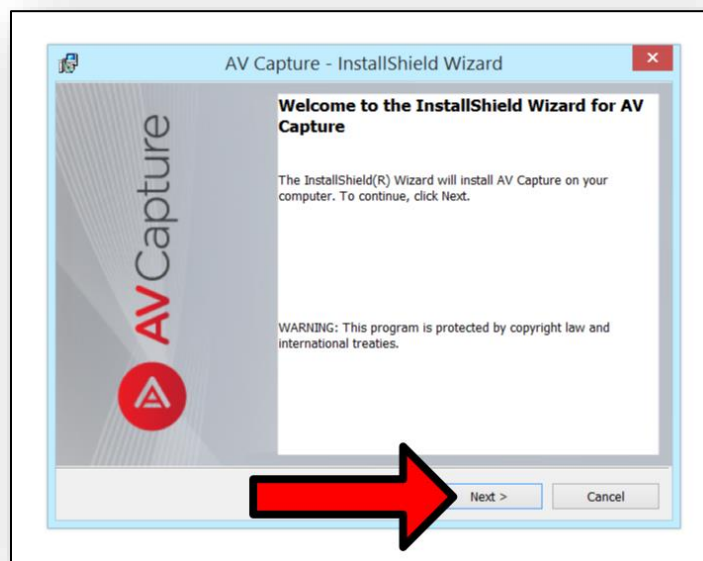 AV Capture - InstallShield Wizard
AVCapture
Welcome to the InstallShield Wizard for AV
Capture
The InstallShield(R) Wizard will install AV Capture on your
computer. To continue, click Next.
WARNING: This program is protected by copyright law and
international treaties.
Next >
Cancel